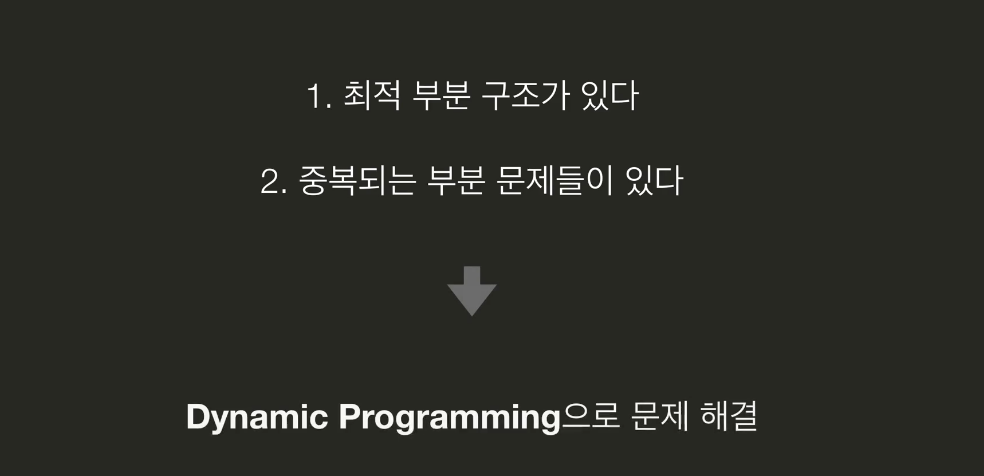 1. 최적 부분 구조가 있다
2. 중복되는 부분 문제들이 있다
Dynamic Programming으로 문제 해결